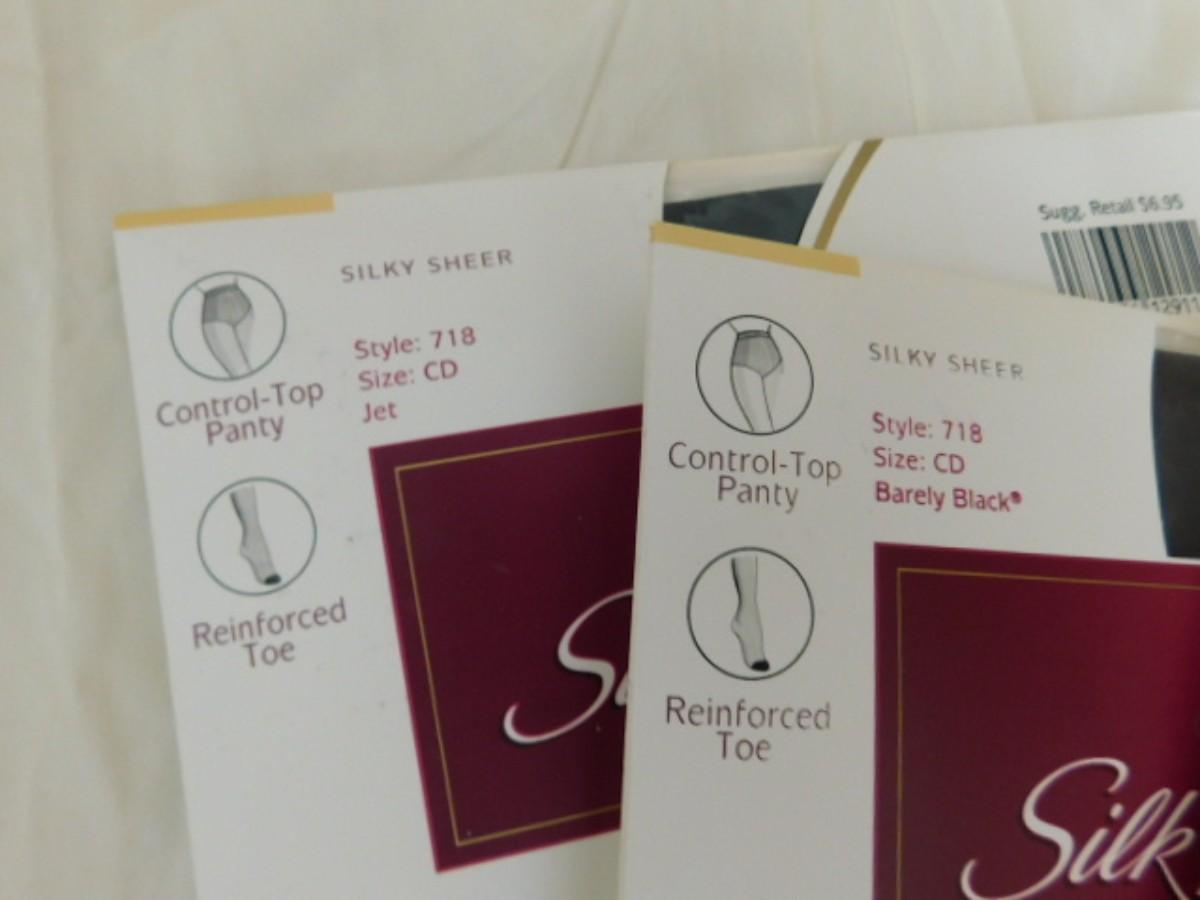 SILKY SHEER
Style: 718
Size: CD
Jet
Control-Top
Panty
Reinforced
Toe
Sugg. Retail $6.95
SILKY SHEER
Style: 718
Size: CD
Barely Black®
Control-Top
Panty
Reinforced
Toe
Silk